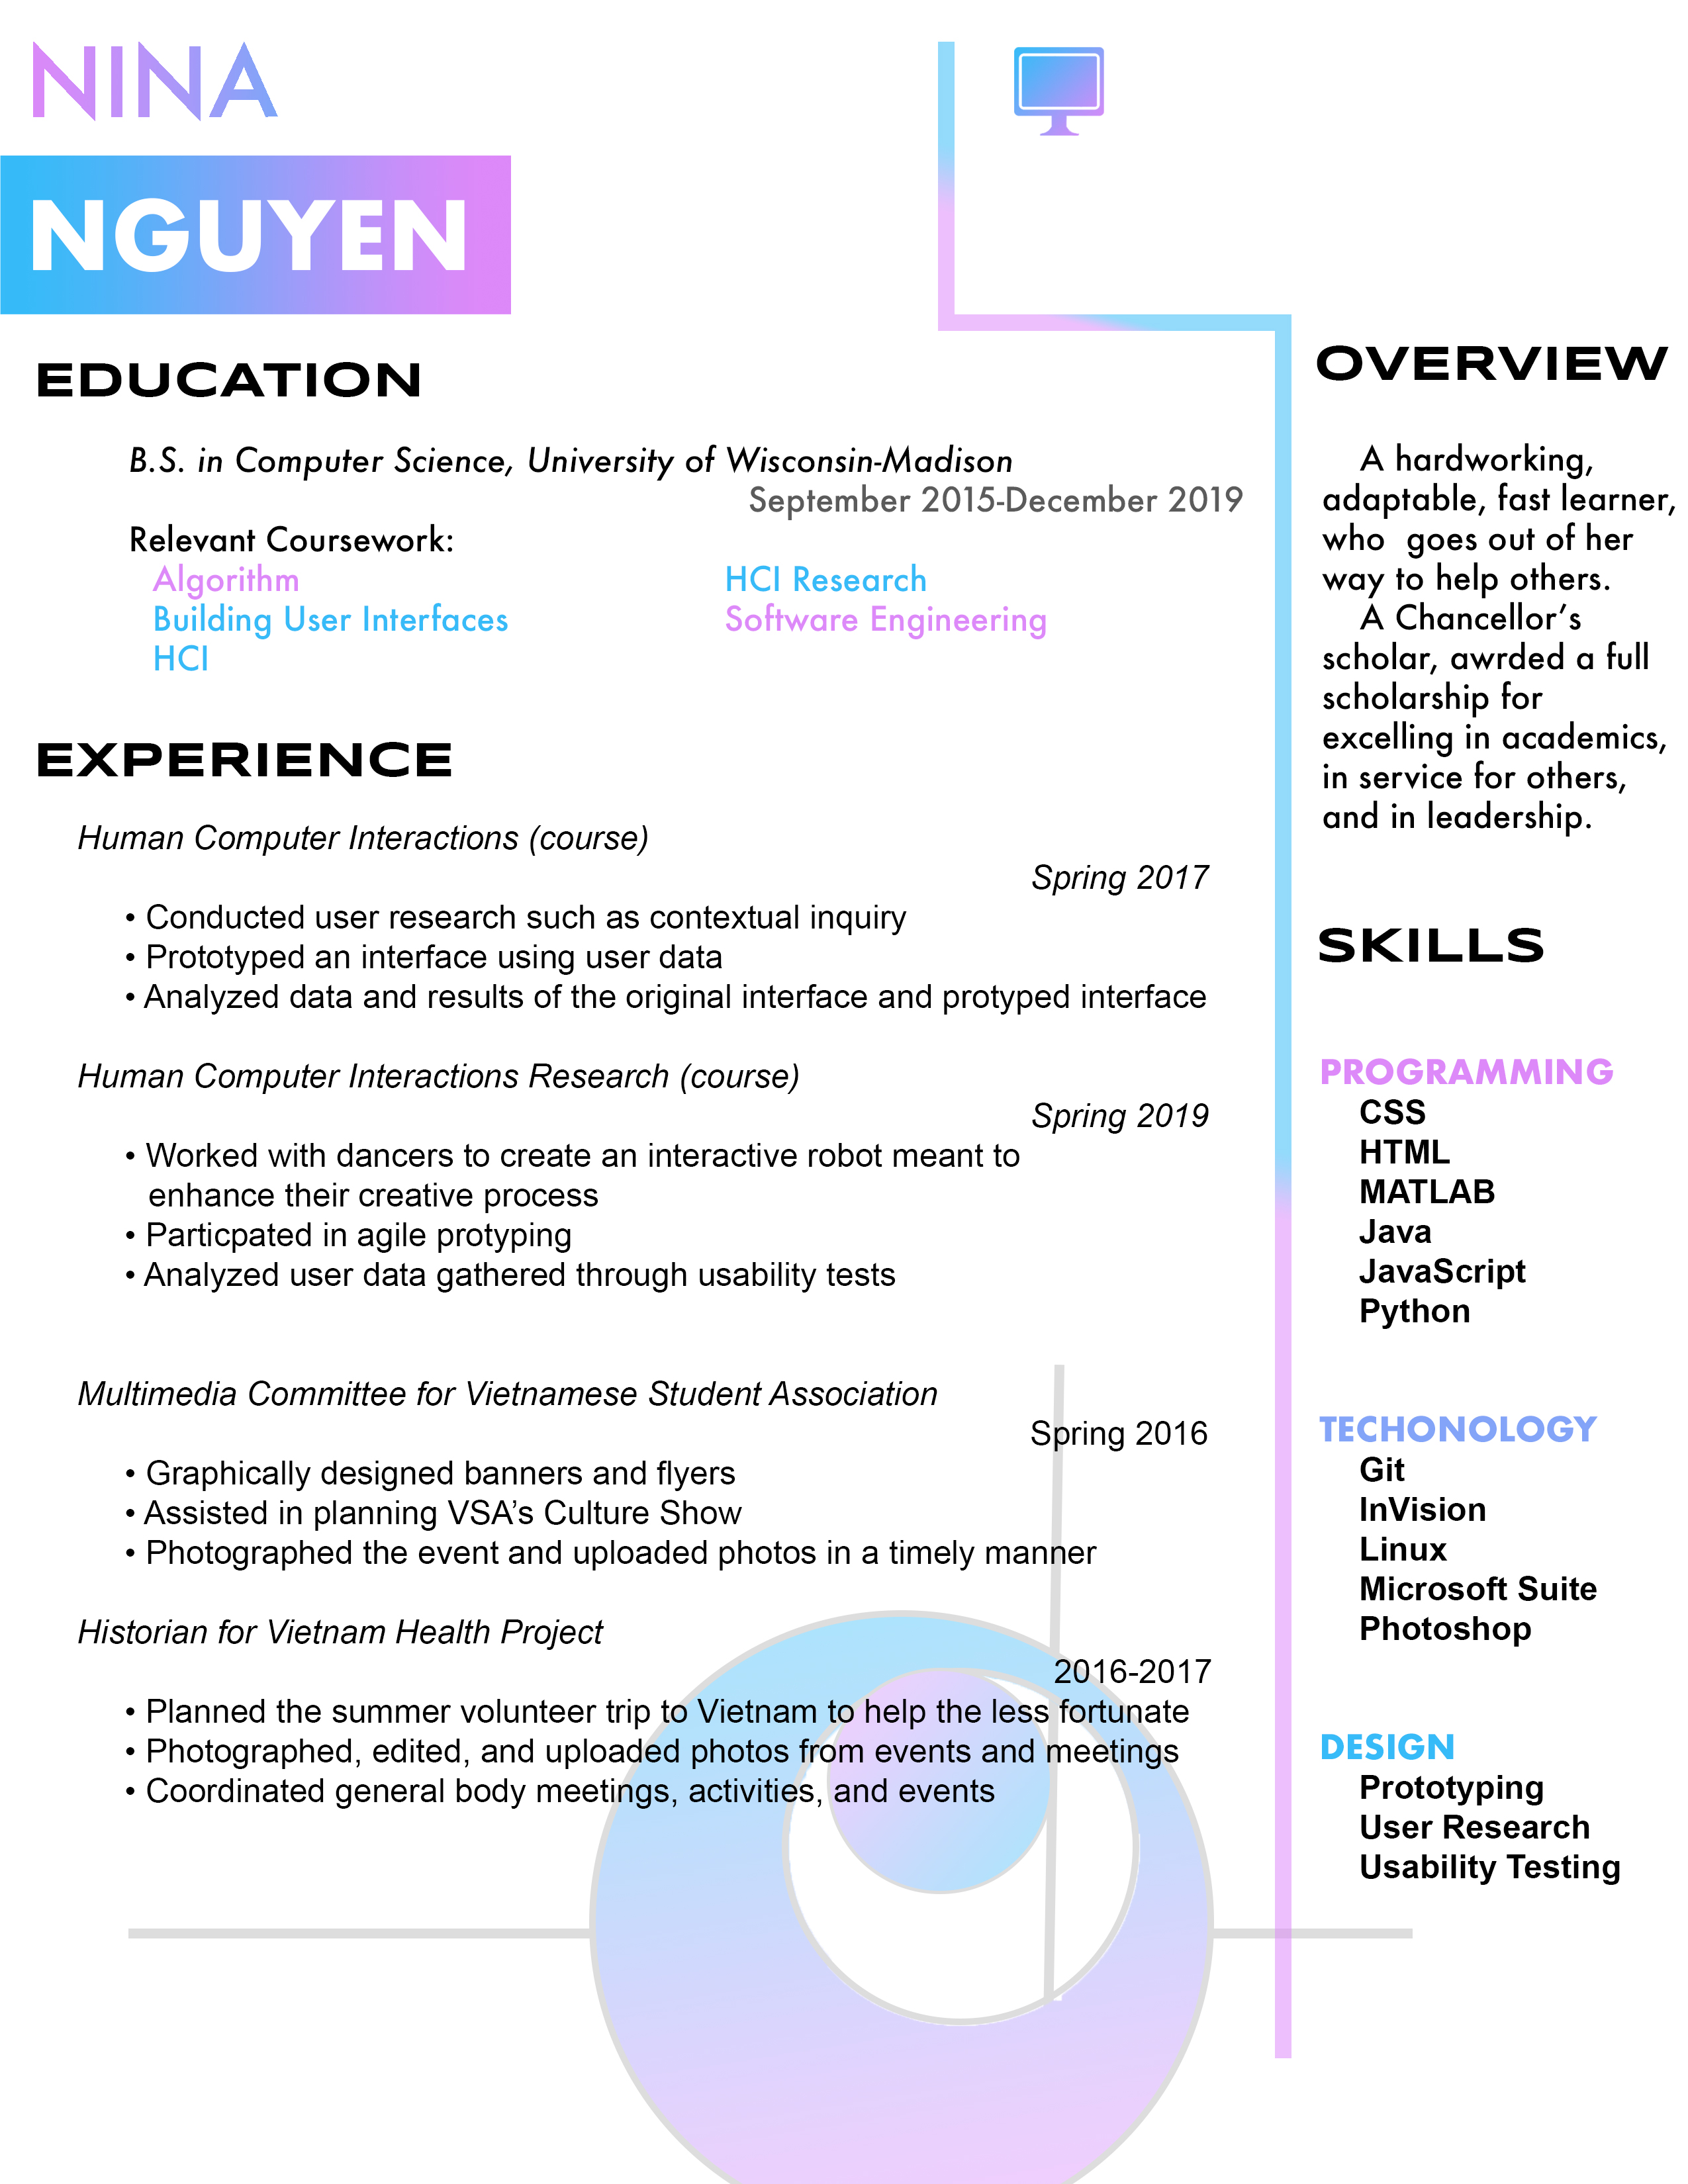 NINA
NGUYEN
EDUCATION
B.S. in Computer Science, University of Wisconsin-Madison
September 2015-December 2019
Relevant Coursework:
Algorithm
Building User Interfaces
HCI
HCI Research
Software Engineering
EXPERIENCE
Human Computer Interactions (course)
Spring 2017
• Conducted user research such as contextual inquiry
• Prototyped an interface using user data
• Analyzed data and results of the original interface and protyped interface
Human Computer Interactions Research (course)
Spring 2019
• Worked with dancers to create an interactive robot meant to
enhance their creative process
• Particpated in agile protyping
• Analyzed user data gathered through usability tests
Multimedia Committee for Vietnamese Student Association
Spring 2016
• Graphically designed banners and flyers
• Assisted in planning VSA’s Culture Show
• Photographed the event and uploaded photos in a timely manner
Historian for Vietnam Health Project
2016-2017
• Planned the summer volunteer trip to Vietnam to help the less fortunate
• Photographed, edited, and uploaded photos from events and meetings
• Coordinated general body meetings, activities, and events
OVERVIEW
A hardworking,
adaptable, fast learner,
who goes out of her
way to help others.
A Chancellor’s
scholar, awrded a full
scholarship for
excelling in academics,
in service for others,
and in leadership.
SKILLS
PROGRAMMING
CSS
HTML
MATLAB
Java
JavaScript
Python
TECHONOLOGY
Git
InVision
Linux
Microsoft Suite
Photoshop
DESIGN
Prototyping
User Research
Usability Testing